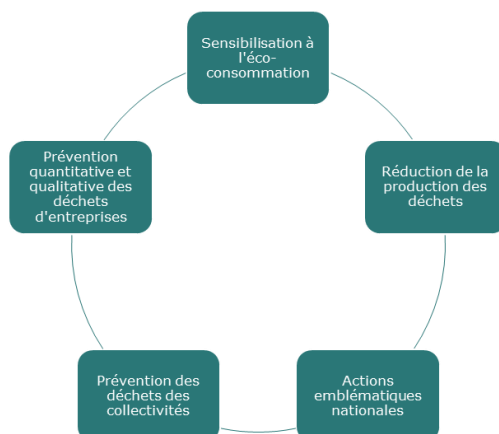 Sensibilisation à
l'éco-
consommation
Réduction de la
production des
déchets
Actions
emblématiques
nationales
Prévention des
déchets des
collectivités
Prévention
quantitative et
qualitative des
déchets
d'entreprises